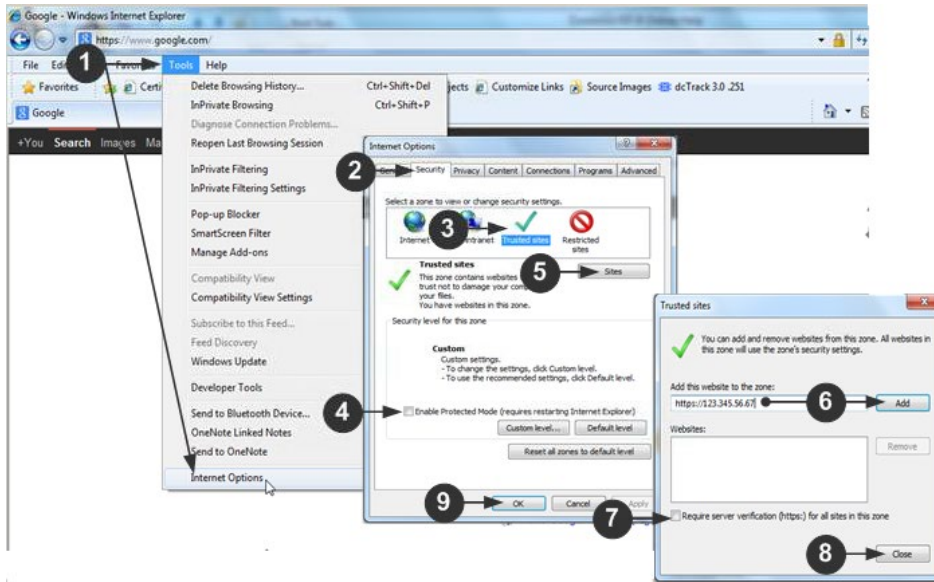 Google - Windows Internet Explorer
https://www.google.com/
File Tools Help
1
Favorites
jects Customize Links Source Images dcTrack 3.0 .251
Google
+You Search Images
Delete Browsing History... Ctrl+Shift+Del
InPrivate Browsing Ctrl+Shift+P
Diagnose Connection Problems...
Reopen Last Browsing Session
InPrivate Filtering
InPrivate Filtering Settings
Pop-up Blocker
SmartScreen Filter
Manage Add-ons
Compatibility View
Compatibility View Settings
Subscribe to this Feed...
Feed Discovery
Windows Update
Developer Tools
Send to Bluetooth Device...
OneNote Linked Notes
Send to OneNote
Internet Options
Internet Options
2
Security Privacy Content Connections Programs Advanced
Select a zone to view or change security settings.
3
Internet Trusted sites Restricted
sites
Trusted sites
5
Sites
This zone contains websites
trust not to damage your
your files.
You have websites in this zone.
Security level for this zone
Custom
Custom settings.
- To change the settings, click Custom level.
- To use the recommended settings, click Default level.
4
Enable Protected Mode (requires restarting Internet Explorer)
Custom level... Default level
Reset all zones to default level
9
OK Cancel Apply
Trusted sites
You can add and remove websites from this zone. All websites in
this zone will use the zone's security settings.
Add this website to the zone:
https://123.345.56.67
6
Add
Websites:
Remove
7
Require server verification (https:) for all sites in this zone
8
Close